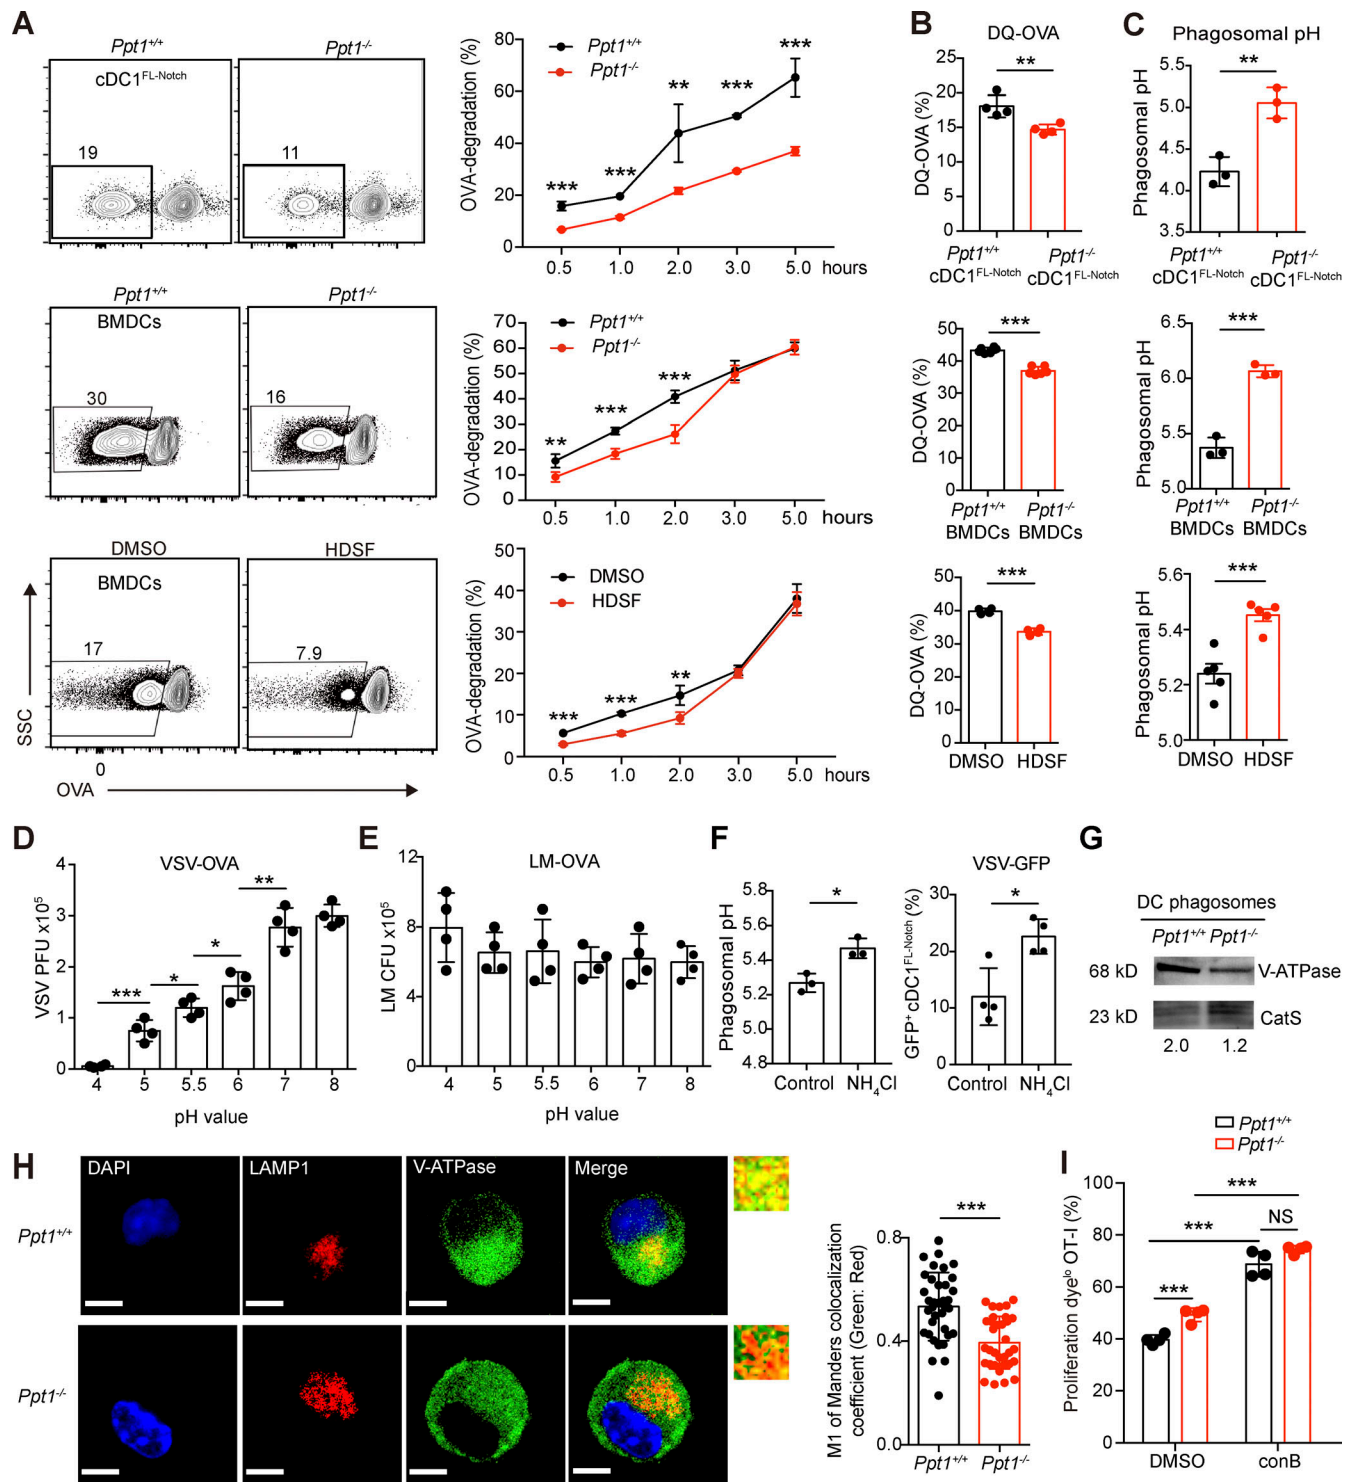 A
Ppt1+/+
Ppt1-/-
cDC1FL-Notch
19
11
OVA-degradation (%)
80
60
40
20
0
Ppt1+/+
Ppt1-/-
***
***
**
***
***
0.5 1.0 2.0 3.0 5.0 hours
Ppt1+/+
Ppt1-/-
BMDCs
30
16
OVA-degradation (%)
70
60
50
40
30
20
10
0
Ppt1+/+
Ppt1-/-
**
***
***
0.5 1.0 2.0 3.0 5.0 hours
DMSO
HDSF
BMDCs
17
7.9
SSC
0
OVA
OVA-degradation (%)
50
40
30
20
10
0
DMSO
HDSF
***
***
**
0.5 1.0 2.0 3.0 5.0 hours
B
DQ-OVA
**
DQ-OVA (%)
25
20
15
10
5
0
Ppt1+/+ Ppt1-/-
cDC1FL-Notch cDC1FL-Notch
***
DQ-OVA (%)
50
40
30
20
10
0
Ppt1+/+ Ppt1-/-
BMDCs BMDCs
***
DQ-OVA (%)
40
30
20
10
0
DMSO HDSF
C
Phagosomal pH
**
Phagosomal pH
5.5
5.0
4.5
4.0
3.5
Ppt1+/+ Ppt1-/-
cDC1FL-Notch cDC1FL-Notch
***
Phagosomal pH
6.5
6.0
5.5
5.0
Ppt1+/+ Ppt1-/-
BMDCs BMDCs
***
Phagosomal pH
5.6
5.4
5.2
5.0
DMSO HDSF
D
VSV-OVA
VSV PFU x105
4
3
2
1
0
***
*
*
**
4 5 5.5 6 7 8
pH value
E
LM-OVA
LM CFU x105
12
8
4
0
4 5 5.5 6 7 8
pH value
F
Phagosomal pH
5.8
5.6
5.4
5.2
5.0
4.8
*
Control NH4Cl
VSV-GFP
GFP+ cDC1FL-Notch (%)
30
20
10
0
*
Control NH4Cl
G
DC phagosomes
Ppt1+/+ Ppt1-/-
68 kD V-ATPase
23 kD CatS
2.0 1.2
H
DAPI LAMP1 V-ATPase Merge
Ppt1+/+
Ppt1-/-
M1 of Manders colocalization
coefficient (Green: Red)
0.8
0.4
0.0
***
Ppt1+/+ Ppt1-/-
I
Ppt1+/+
Ppt1-/-
Proliferation dyelo OT-I (%)
100
80
60
40
20
0
***
***
***
NS
DMSO conB